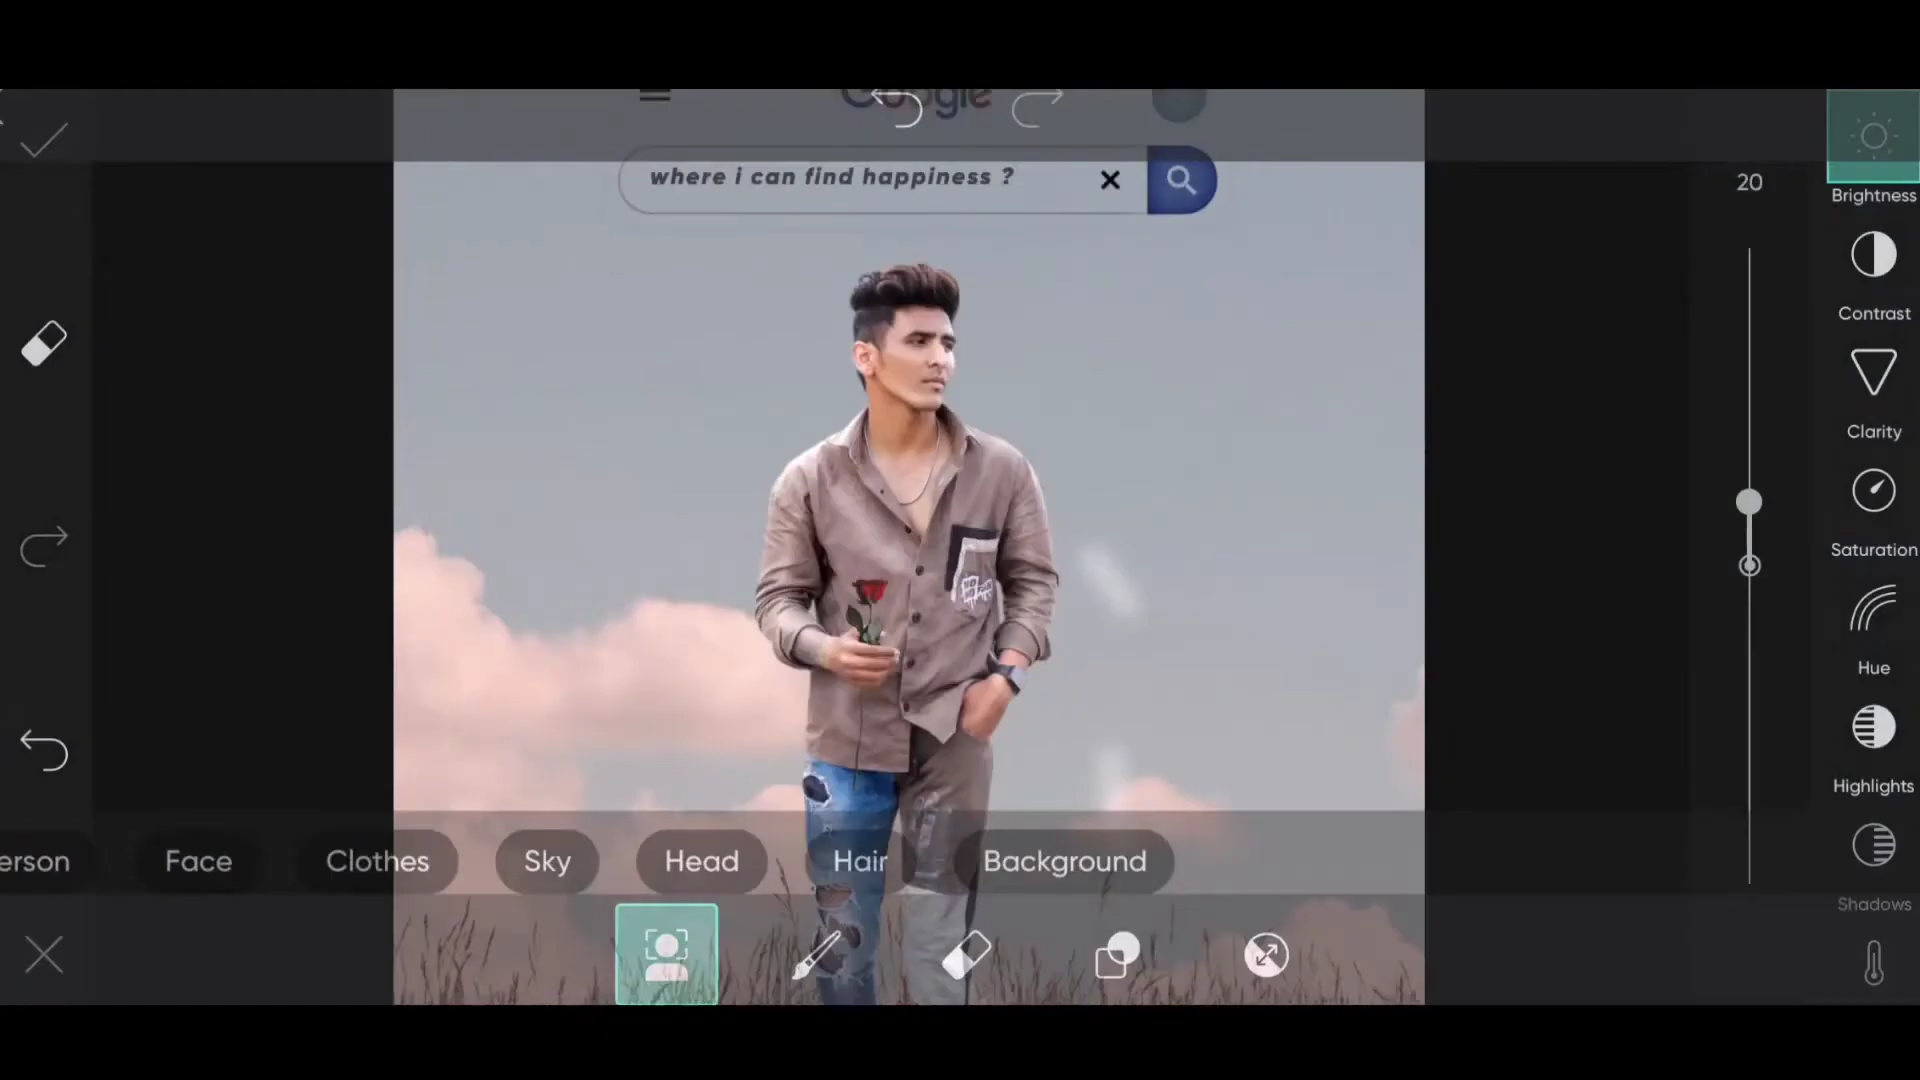 Google
where i can find happiness ?
20
Brightness
Contrast
Clarity
Saturation
Hue
Highlights
Shadows
erson
Face
Clothes
Sky
Head
Hair
Background